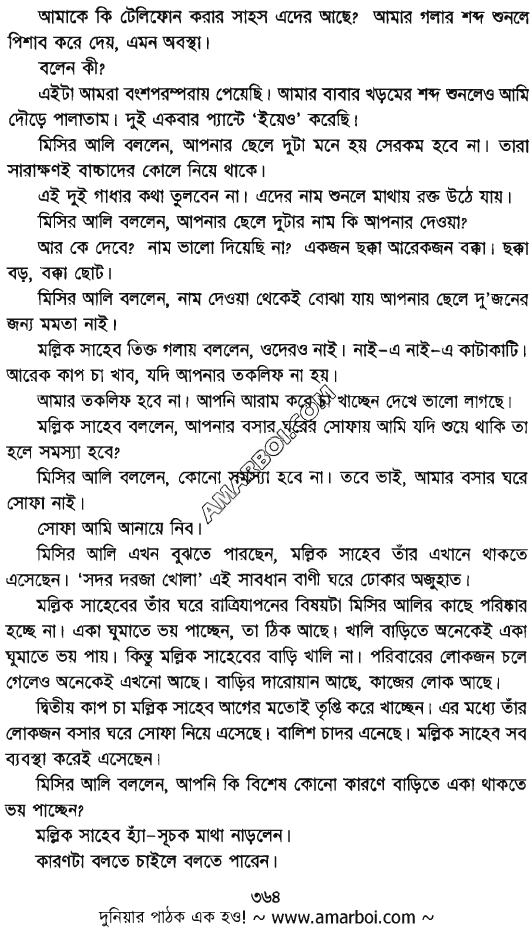 আমাকে কি টেলিফোন করার সাহস এদের আছে? আমার গলার শব্দ শুনলে
পিশাব করে দেয়, এমন অবস্থা।
বলেন কী?
এইটা আমরা বংশপরম্পরায় পেয়েছি। আমার বাবার খড়মের শব্দ শুনলেও আমি
দৌড়ে পালাতাম। দুই একবার প্যান্টে ‘ইয়েও’ করেছি!
মিসির আলি বললেন, আপনার ছেলে দুটা মনে হয় সেরকম হবে না। তারা
সারাক্ষণই বাচ্চাদের কোলে নিয়ে থাকে।
এই দুই গাধার কথা তুলবেন না। এদের নাম শুনলে মাথায় রক্ত উঠে যায়।
মিসির আলি বললেন, আপনার ছেলে দুটার নাম কি আপনার দেওয়া?
আর কে দেবে? নাম ভালো দিয়েছি না? একজন ছক্কা আরেকজন বক্কা। ছক্কা
বড়, বক্কা ছোট।
মিসির আলি বললেন, নাম দেওয়া থেকেই বোঝা যায় আপনার ছেলে দু’জনের
জন্য মমতা নাই।
মল্লিক সাহেব তিক্ত গলায় বললেন, ওদেরও নাই। নাই–এ নাই–এ কাটাকাটি।
আরেক কাপ চা খাব, যদি আপনার তকলিফ না হয়।
আমার তকলিফ হবে না। আপনি আরাম করে চা খাচ্ছেন দেখে ভালো লাগছে।
মল্লিক সাহেব বললেন, আপনার বসার ঘরের সোফায় আমি যদি শুয়ে থাকি তা
হলে সমস্যা হবে?
মিসির আলি বললেন, কোনো সমস্যা হবে না। তবে ভাই, আমার বসার ঘরে
সোফা নাই।
সোফা আমি আনায়ে নিব।
মিসির আলি এখন বুঝতে পারছেন, মল্লিক সাহেব তাঁর এখানে থাকতে
এসেছেন। ‘সদর দরজা খোলা’ এই সাবধান বাণী ঘরে ঢোকার অজুহাত।
মল্লিক সাহেবের তাঁর ঘরে রাত্রিযাপনের বিষয়টা মিসির আলির কাছে পরিষ্কার
হচ্ছে না। একা ঘুমাতে ভয় পাচ্ছেন, তা ঠিক আছে। খালি বাড়িতে অনেকেই একা
ঘুমাতে ভয় পায়। কিন্তু মল্লিক সাহেবের বাড়ি খালি না। পরিবারের লোকজন চলে
গেলেও অনেকেই এখনো আছে। বাড়ির দারোয়ান আছে, কাজের লোক আছে।
দ্বিতীয় কাপ চা মল্লিক সাহেব আগের মতোই তৃপ্তি করে খাচ্ছেন। এর মধ্যে তাঁর
লোকজন বসার ঘরে সোফা নিয়ে এসেছে। বালিশ চাদর এনেছে। মল্লিক সাহেব সব
ব্যবস্থা করেই এসেছেন।
মিসির আলি বললেন, আপনি কি বিশেষ কোনো কারণে বাড়িতে একা থাকতে
ভয় পাচ্ছেন?
মল্লিক সাহেব হ্যাঁ–সূচক মাথা নাড়লেন।
কারণটা বলতে চাইলে বলতে পারেন।
AMARBOI.COM
৩৬৪
দুনিয়ার পাঠক এক হও! ~ www.amarboi.com ~